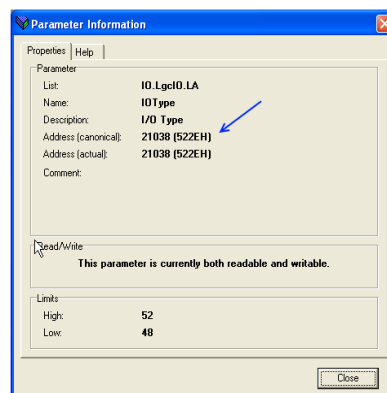 Parameter Information
Properties Help
Parameter
List: IO.LgcIO.LA
Name: IOType
Description: I/O Type
Address (canonical): 21038 (522EH)
Address (actual): 21038 (522EH)
Comment:
Read/Write
This parameter is currently both readable and writable.
Limits
High: 52
Low: 48
Close